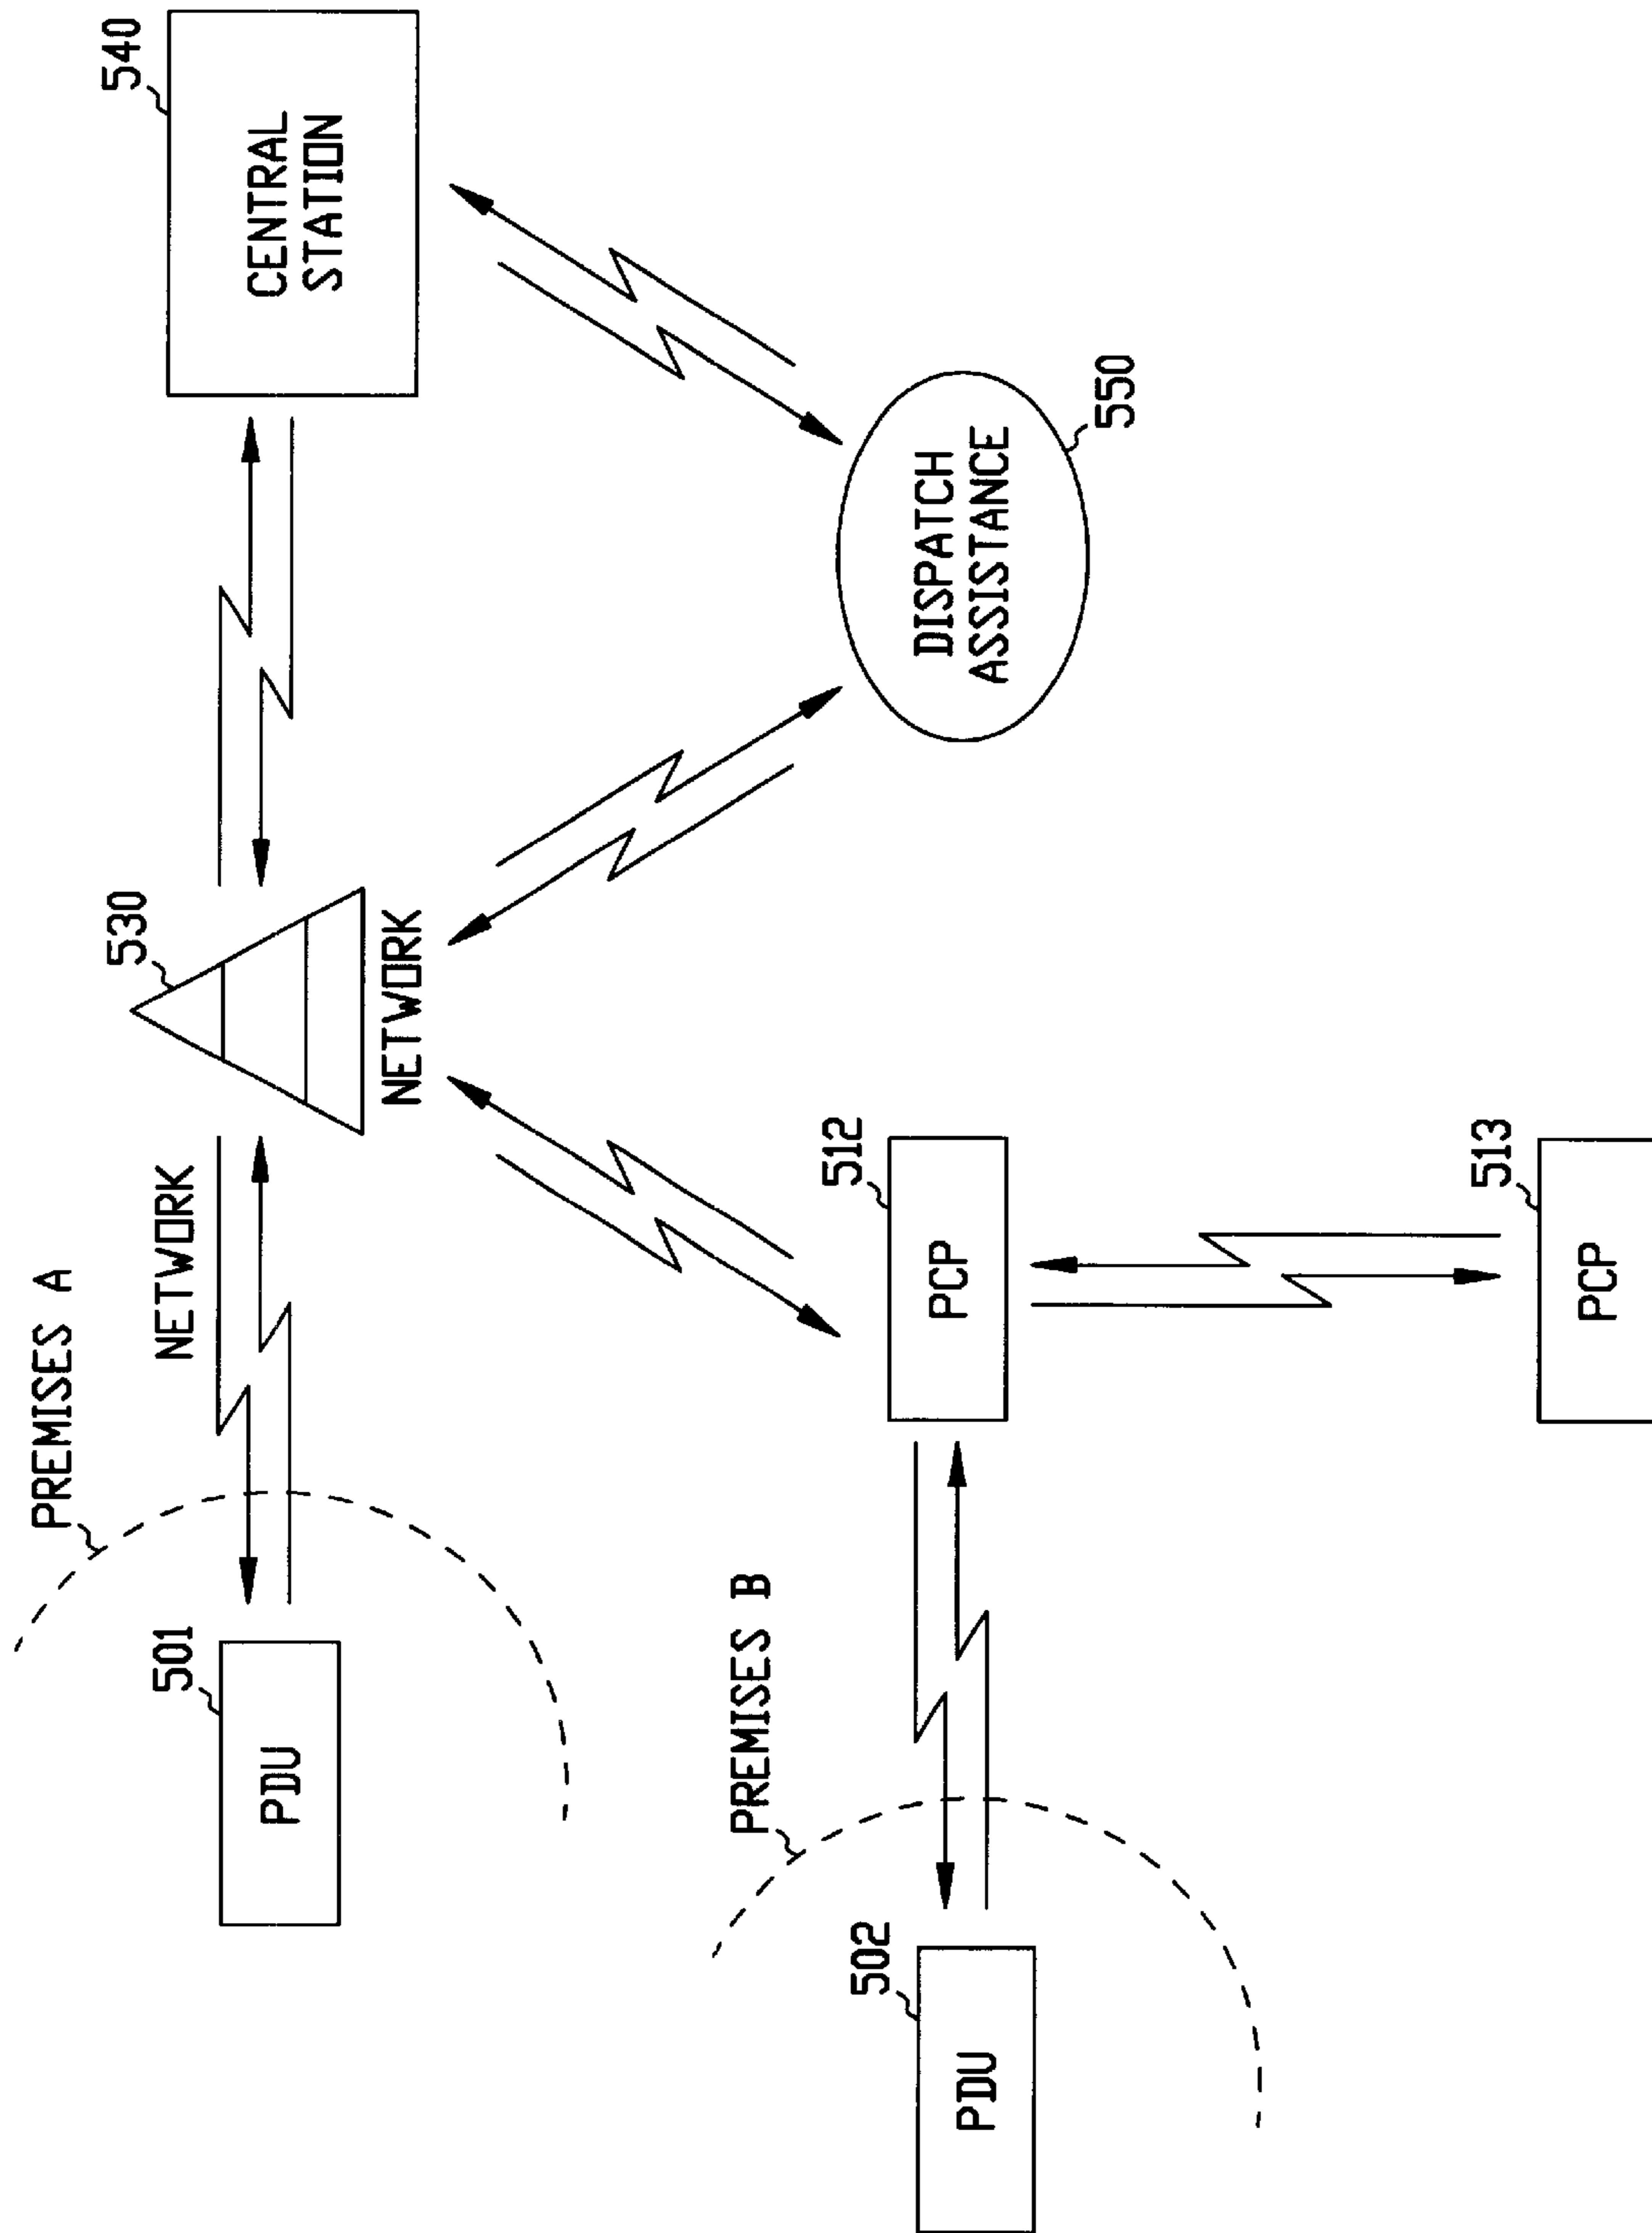 PREMISES A
501
PDU
NETWORK
530
NETWORK
540
CENTRAL
STATION
PREMISES B
502
PDU
512
PCP
DISPATCH
ASSISTANCE
550
513
PCP